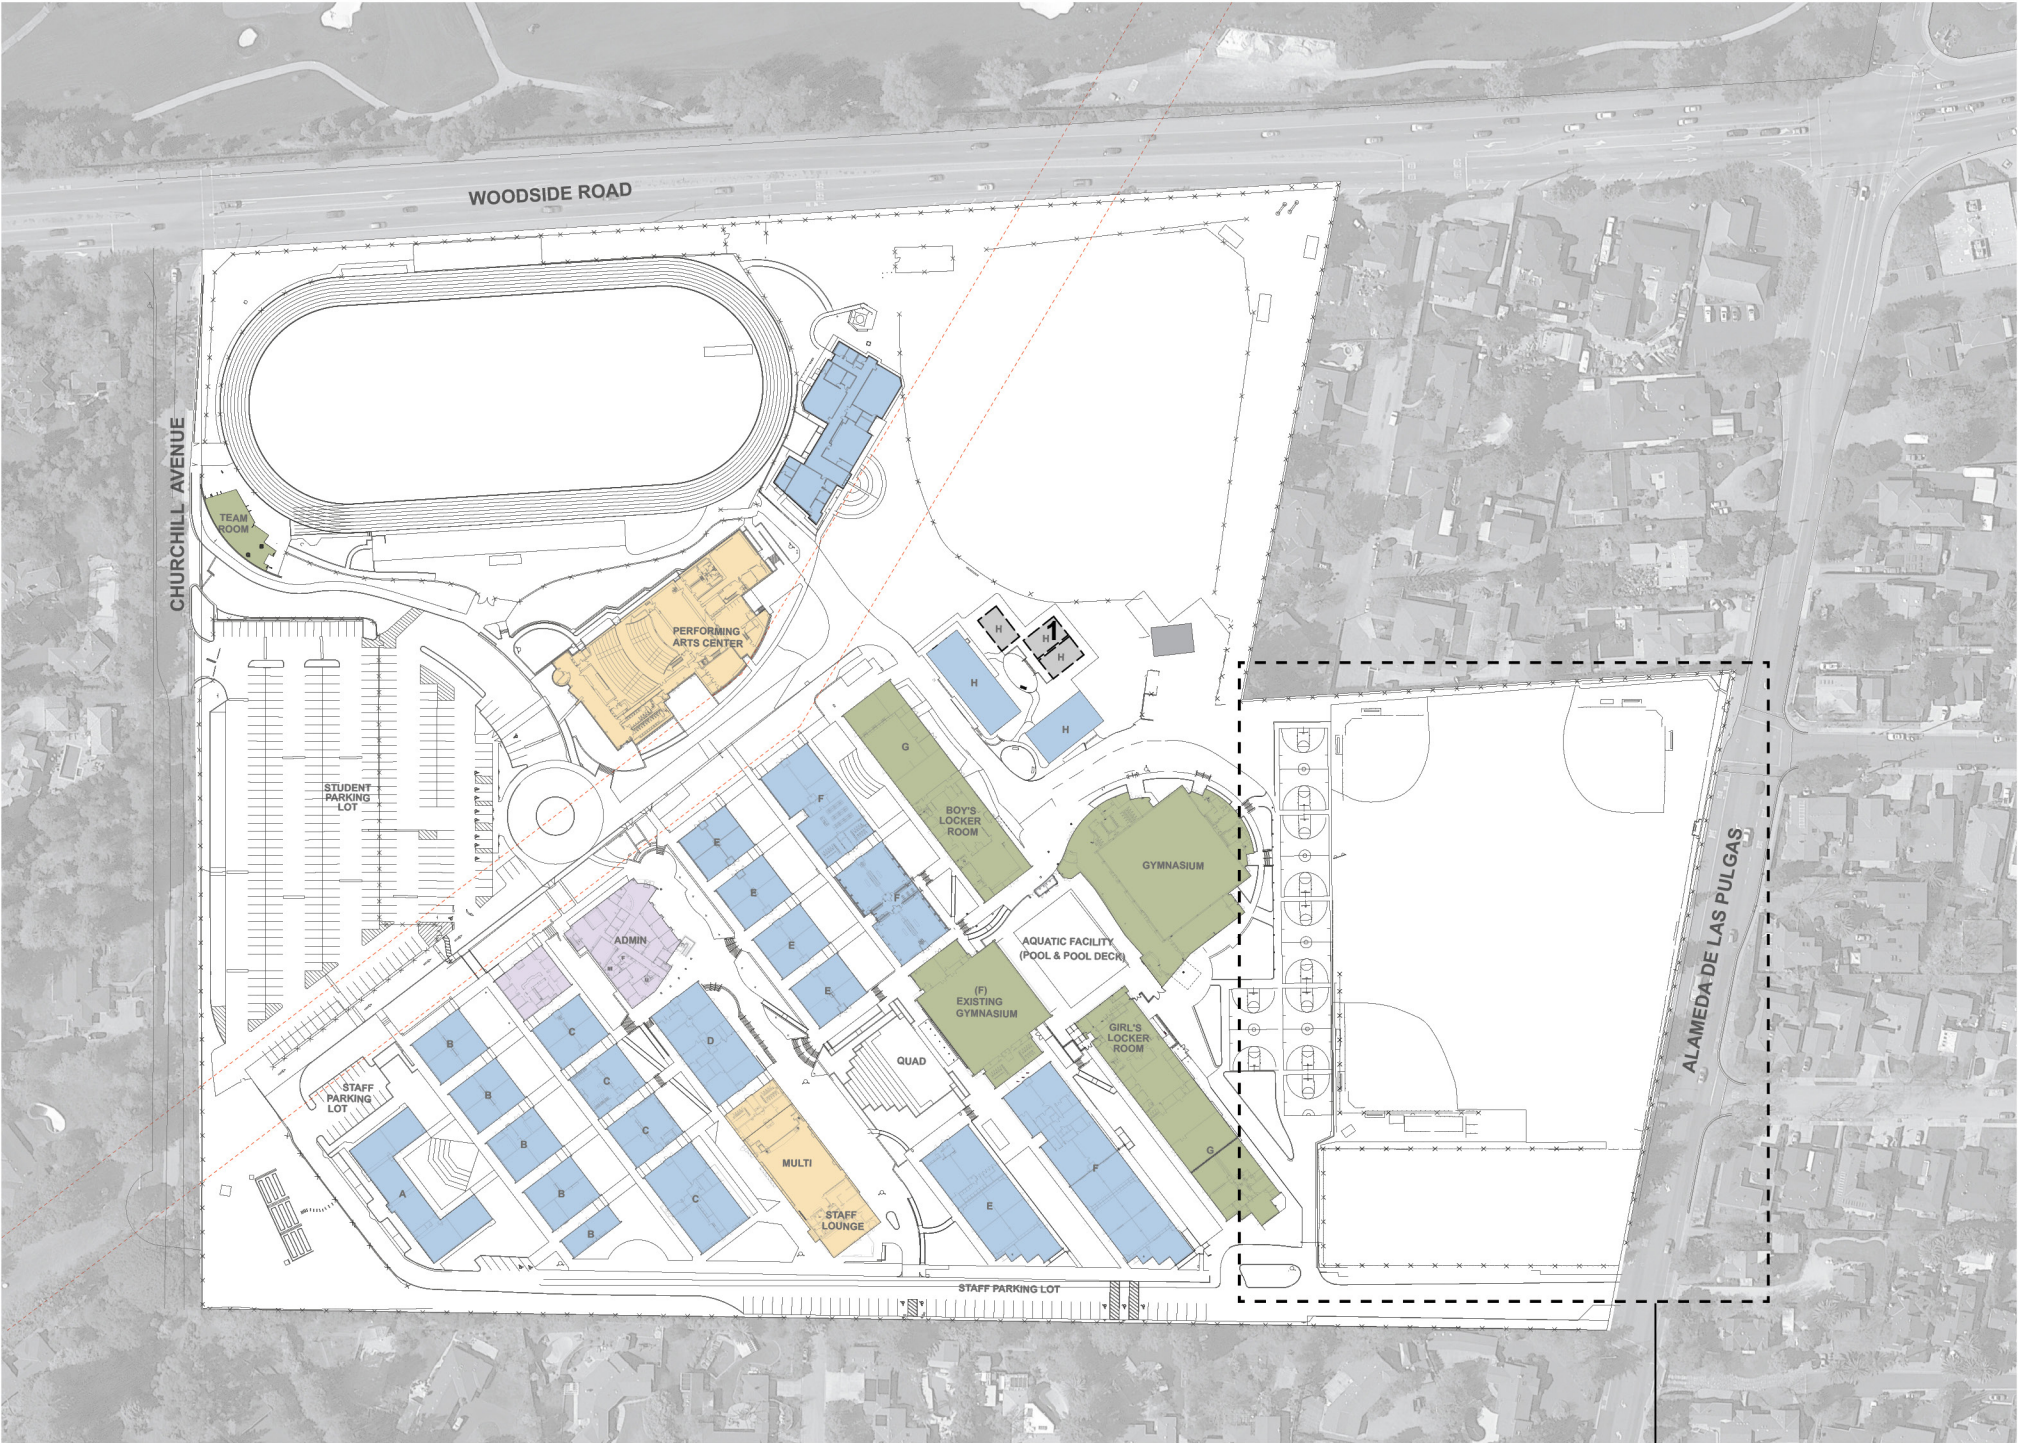 WOODSIDE ROAD
CHURCHILL AVENUE
TEAM
ROOM
PERFORMING
ARTS CENTER
H
H
1
H
H
H
STUDENT
PARKING
LOT
G
BOY'S
LOCKER
ROOM
GYMNASIUM
F
F
E
E
E
E
ADMIN
AQUATIC FACILITY
(POOL & POOL DECK)
(F)
EXISTING
GYMNASIUM
GIRL'S
LOCKER
ROOM
G
QUAD
ALAMEDA DE LAS PULGAS
STAFF
PARKING
LOT
A
B
B
B
B
B
C
C
C
C
D
MULTI
STAFF
LOUNGE
E
F
STAFF PARKING LOT